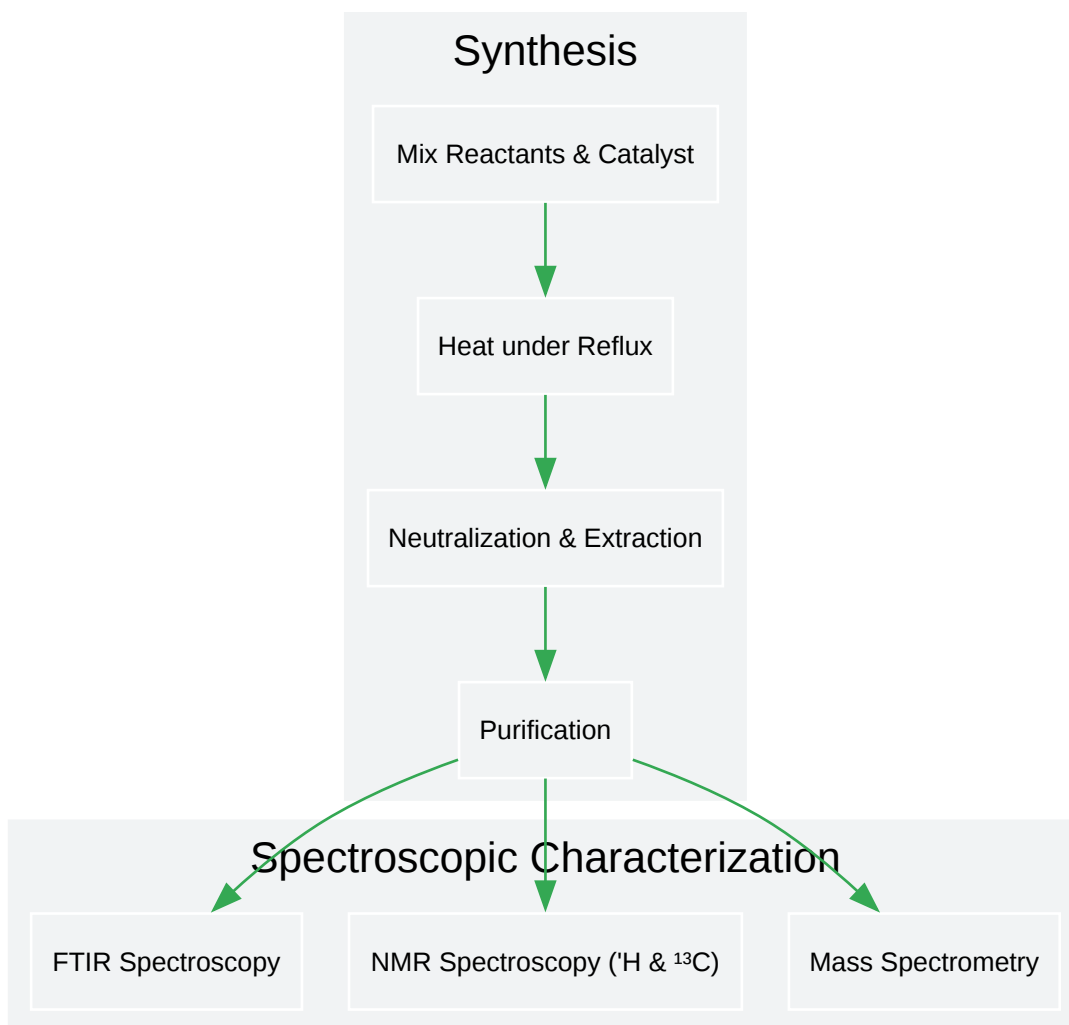 Synthesis
Mix Reactants & Catalyst
Heat under Reflux
Neutralization & Extraction
Purification
Spectroscopic Characterization
FTIR Spectroscopy
NMR Spectroscopy ('H & ¹³C)
Mass Spectrometry